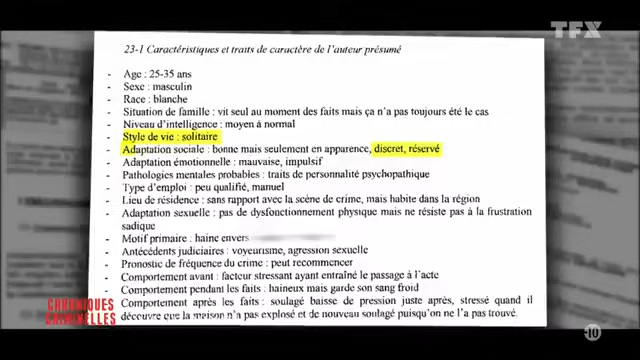 TFX
23-1 Caractéristiques et traits de caractère de l'auteur présumé
- Age : 25-35 ans
- Sexe : masculin
- Race : blanche
- Situation de famille : vit seul au moment des faits mais ça n'a pas toujours été le cas
- Niveau d'intelligence : moyen à normal
- Style de vie : solitaire
- Adaptation sociale : bonne mais seulement en apparence, discret, réservé
- Adaptation émotionnelle : mauvaise, impulsif
- Pathologies mentales probables : traits de personnalité psychopathique
- Type d'emploi : peu qualifié, manuel
- Lieu de résidence : sans rapport avec la scène de crime, mais habite dans la région
- Adaptation sexuelle : pas de dysfonctionnement physique mais ne résiste pas à la frustration
sadique
- Motif primaire : haine envers
- Antécédents judiciaires : voyeurisme, agression sexuelle
- Pronostic de fréquence du crime : peut recommencer
- Comportement avant : facteur stressant ayant entraîné le passage à l'acte
- Comportement pendant les faits : haineux mais garde son sang froid
- Comportement après les faits : soulagé baisse de pression juste après, stressé quand il
découvre que la maison n'a pas explosé et de nouveau soulagé puisqu'on ne l'a pas trouvé.
CHRONIQUES
CRIMINELLES
-10